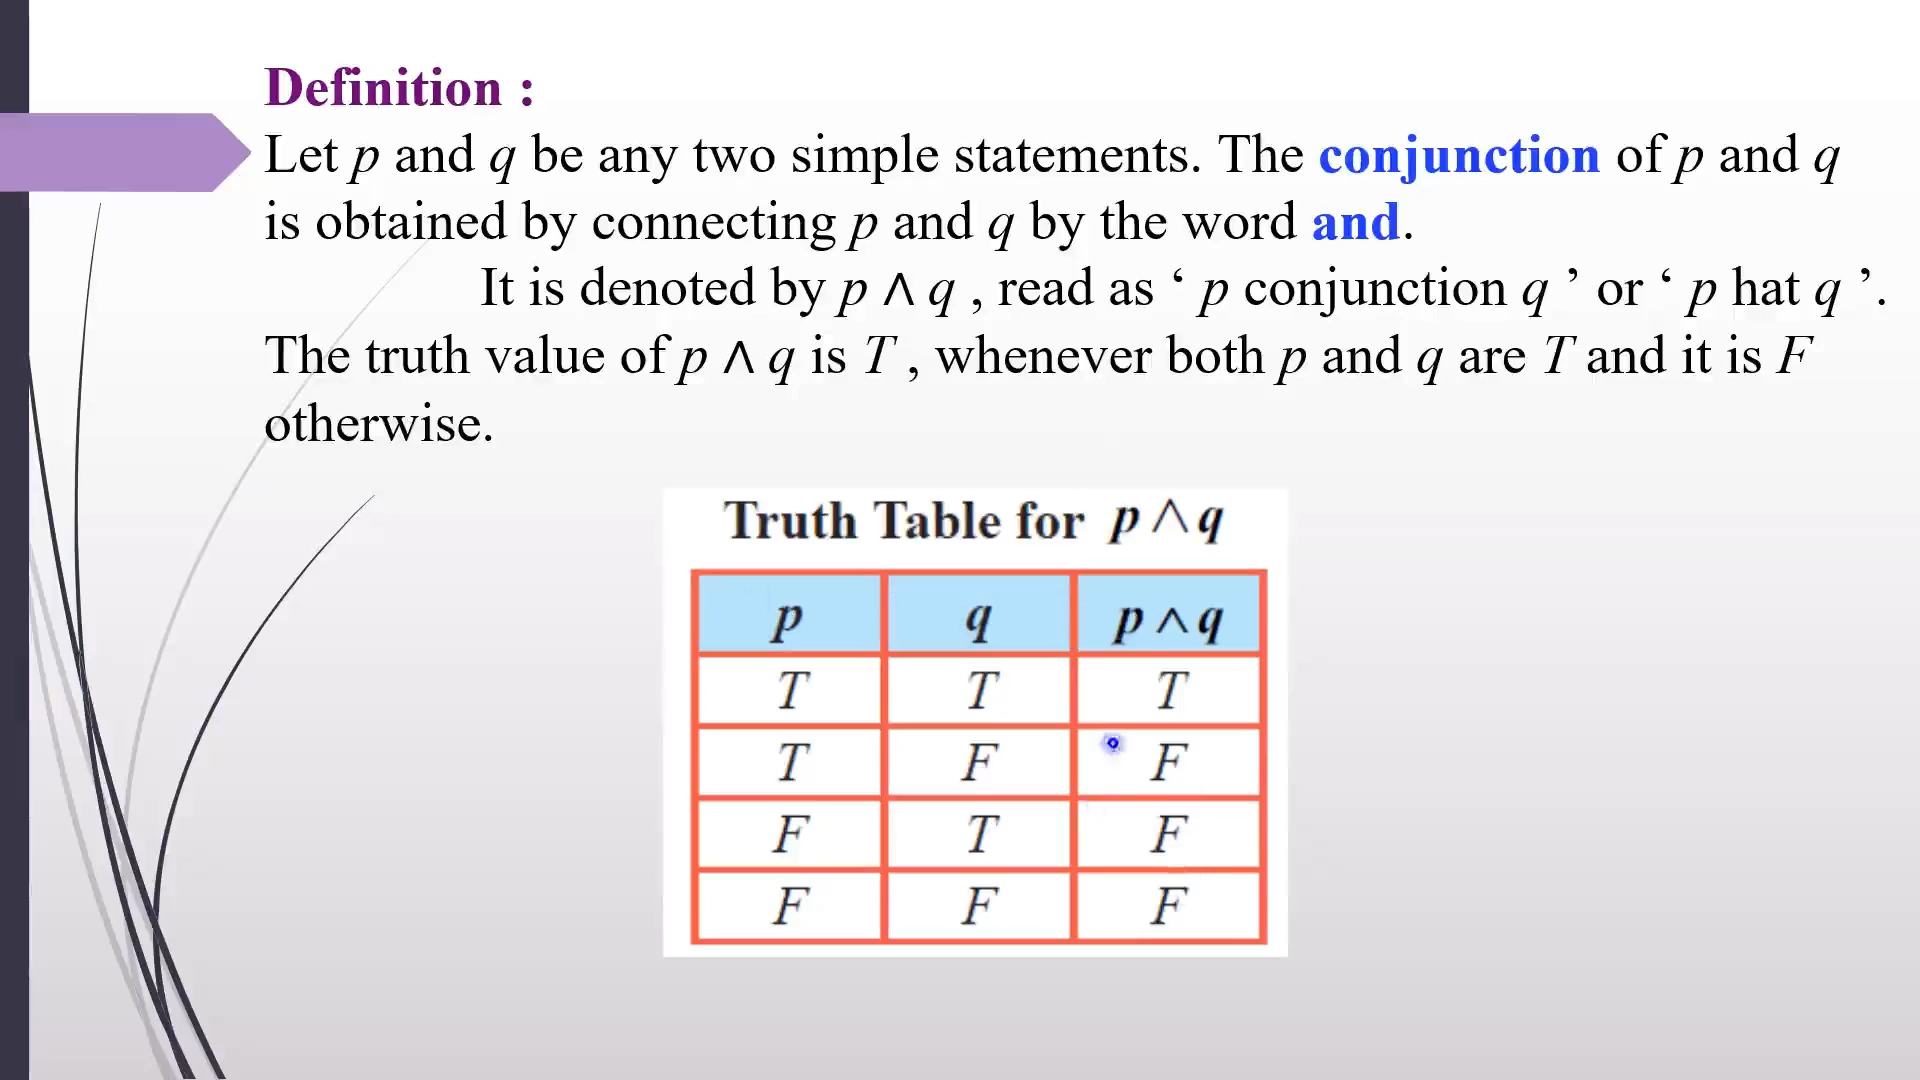 Definition :
Let p and q be any two simple statements. The conjunction of p and q
is obtained by connecting p and q by the word and.
It is denoted by p ∧ q , read as ‘ p conjunction q ’ or ‘ p hat q ’.
The truth value of p ∧ q is T , whenever both p and q are T and it is F
otherwise.
Truth Table for p ∧ q
p q p ∧ q
T T T
T F F
F T F
F F F